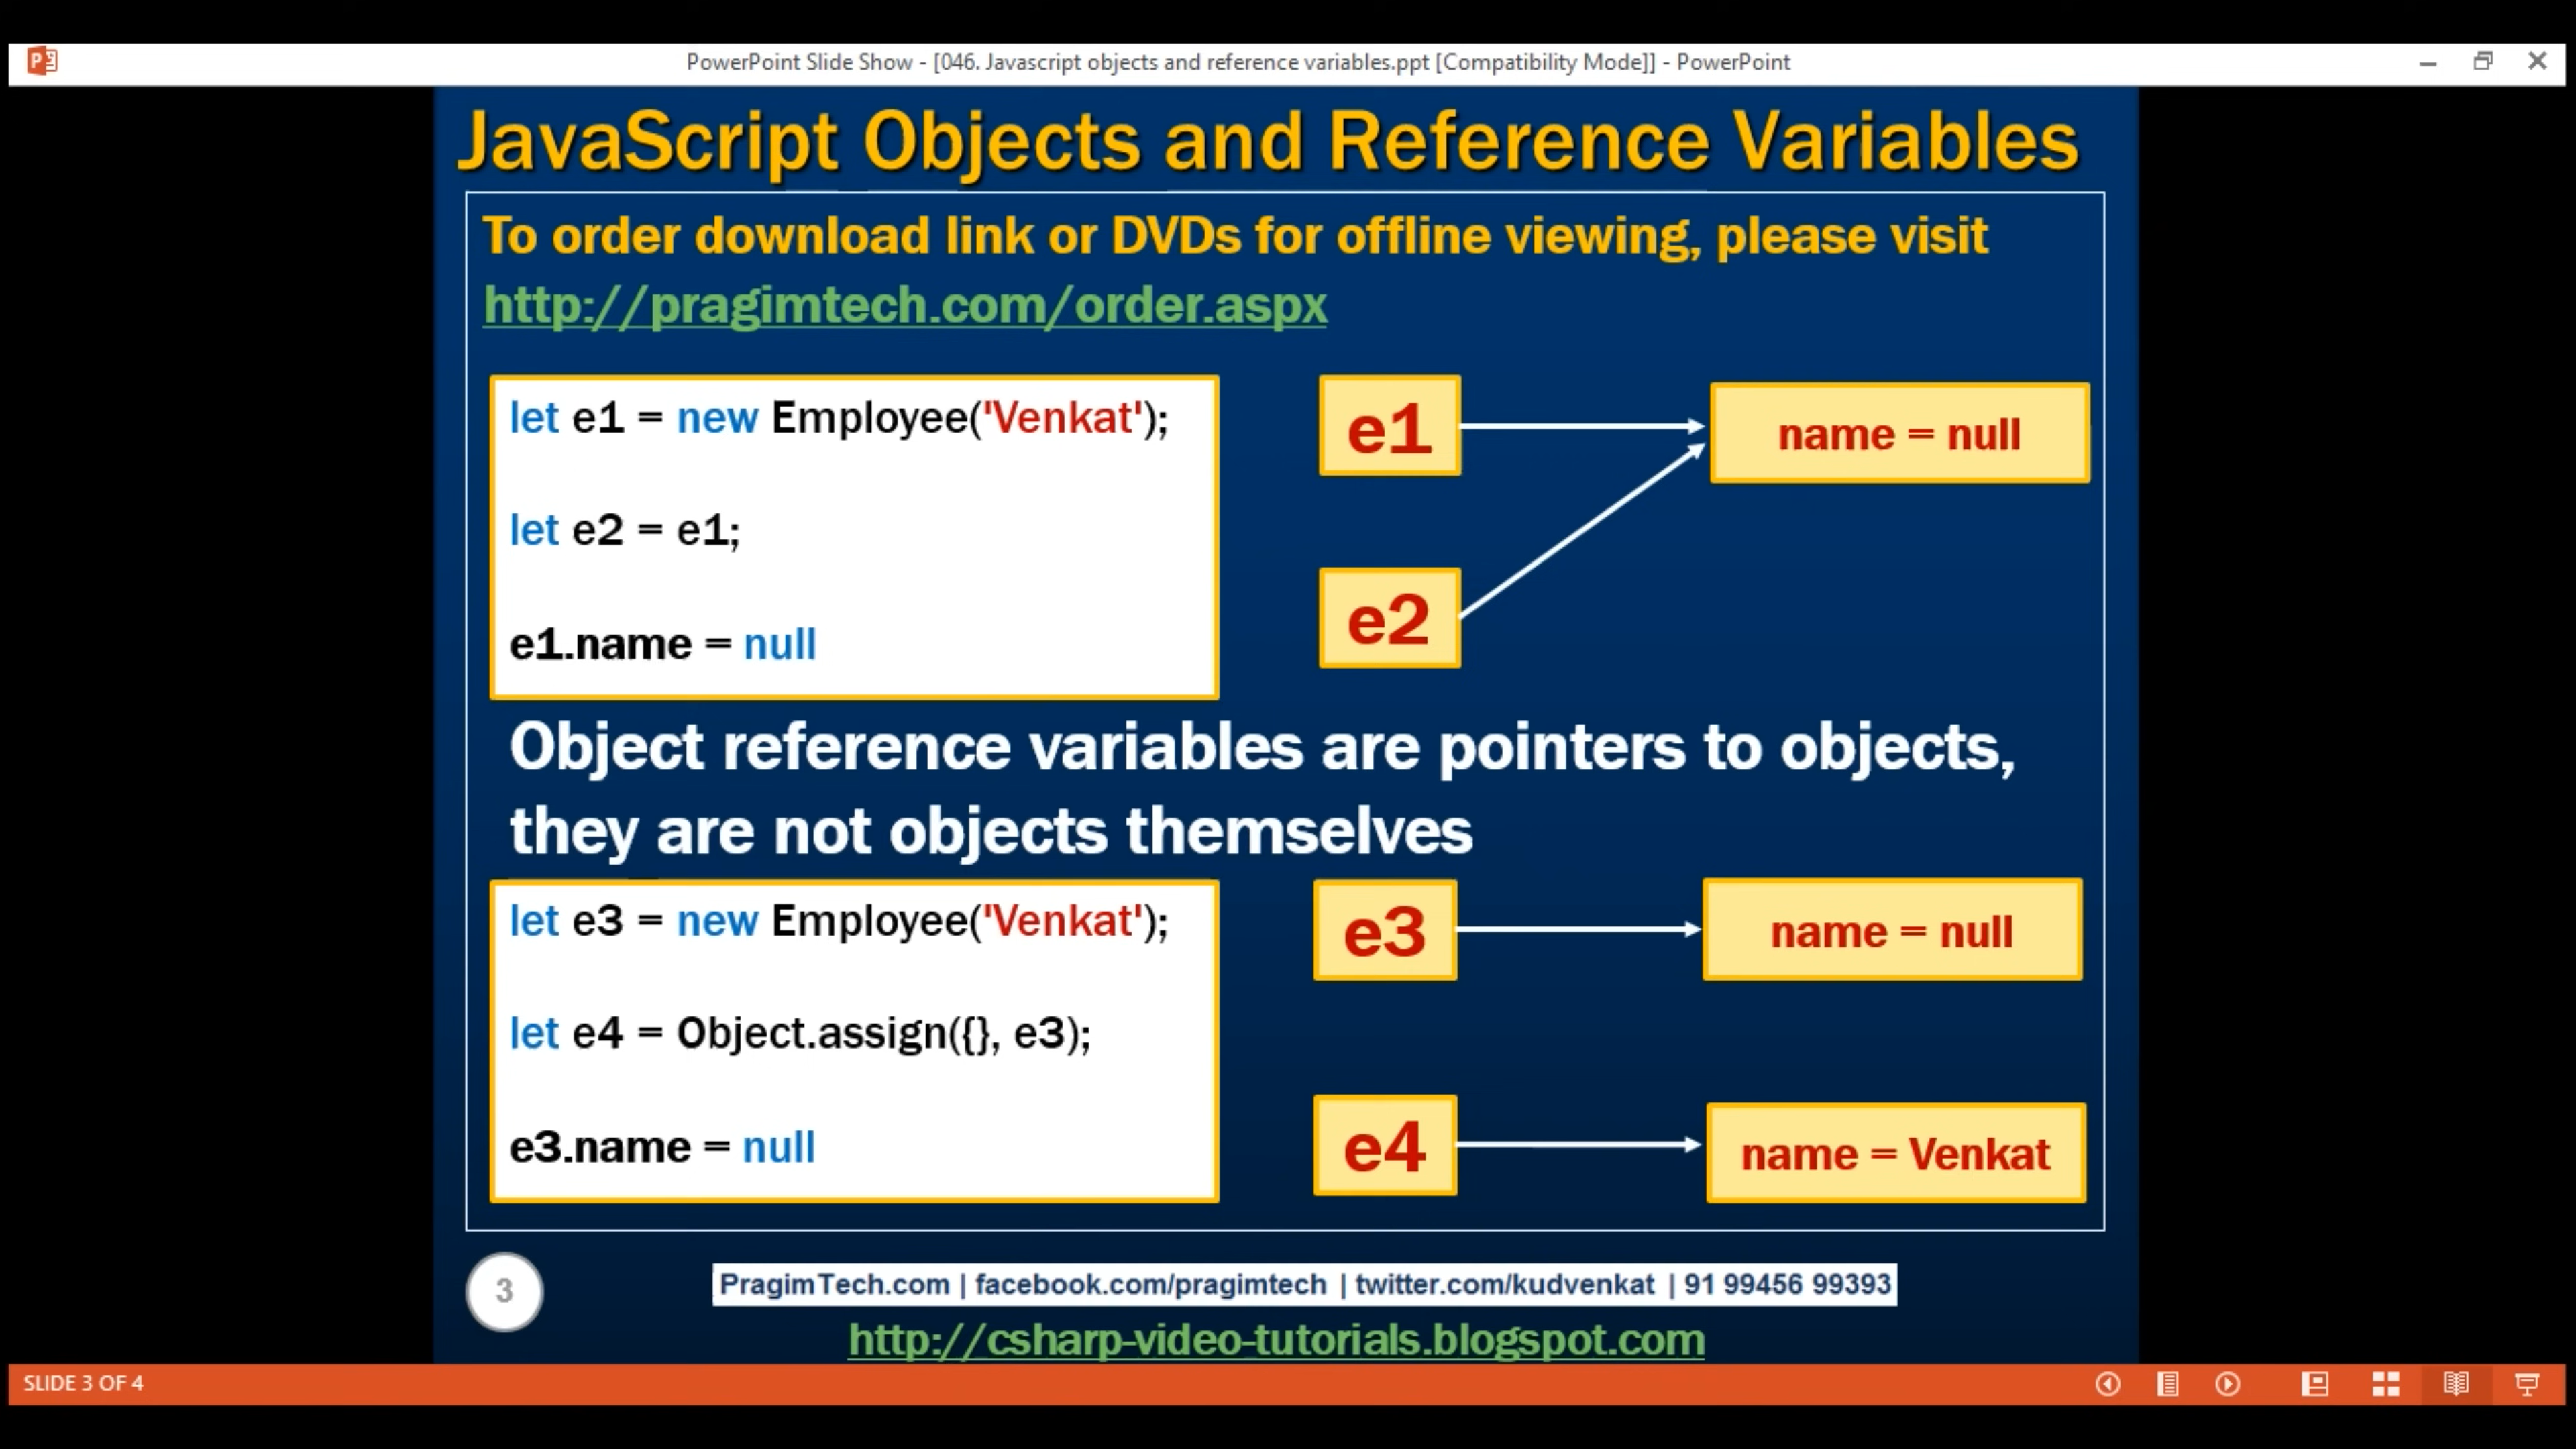 PowerPoint Slide Show - [046. Javascript objects and reference variables.ppt [Compatibility Mode]] - PowerPoint
JavaScript Objects and Reference Variables
To order download link or DVDs for offline viewing, please visit
http://pragimtech.com/order.aspx
let e1 = new Employee('Venkat');
let e2 = e1;
e1.name = null
e1
name = null
e2
Object reference variables are pointers to objects,
they are not objects themselves
let e3 = new Employee('Venkat');
let e4 = Object.assign({}, e3);
e3.name = null
e3
name = null
e4
name = Venkat
3
PragimTech.com | facebook.com/pragimtech | twitter.com/kudvenkat | 91 99456 99393
http://csharp-video-tutorials.blogspot.com
SLIDE 3 OF 4